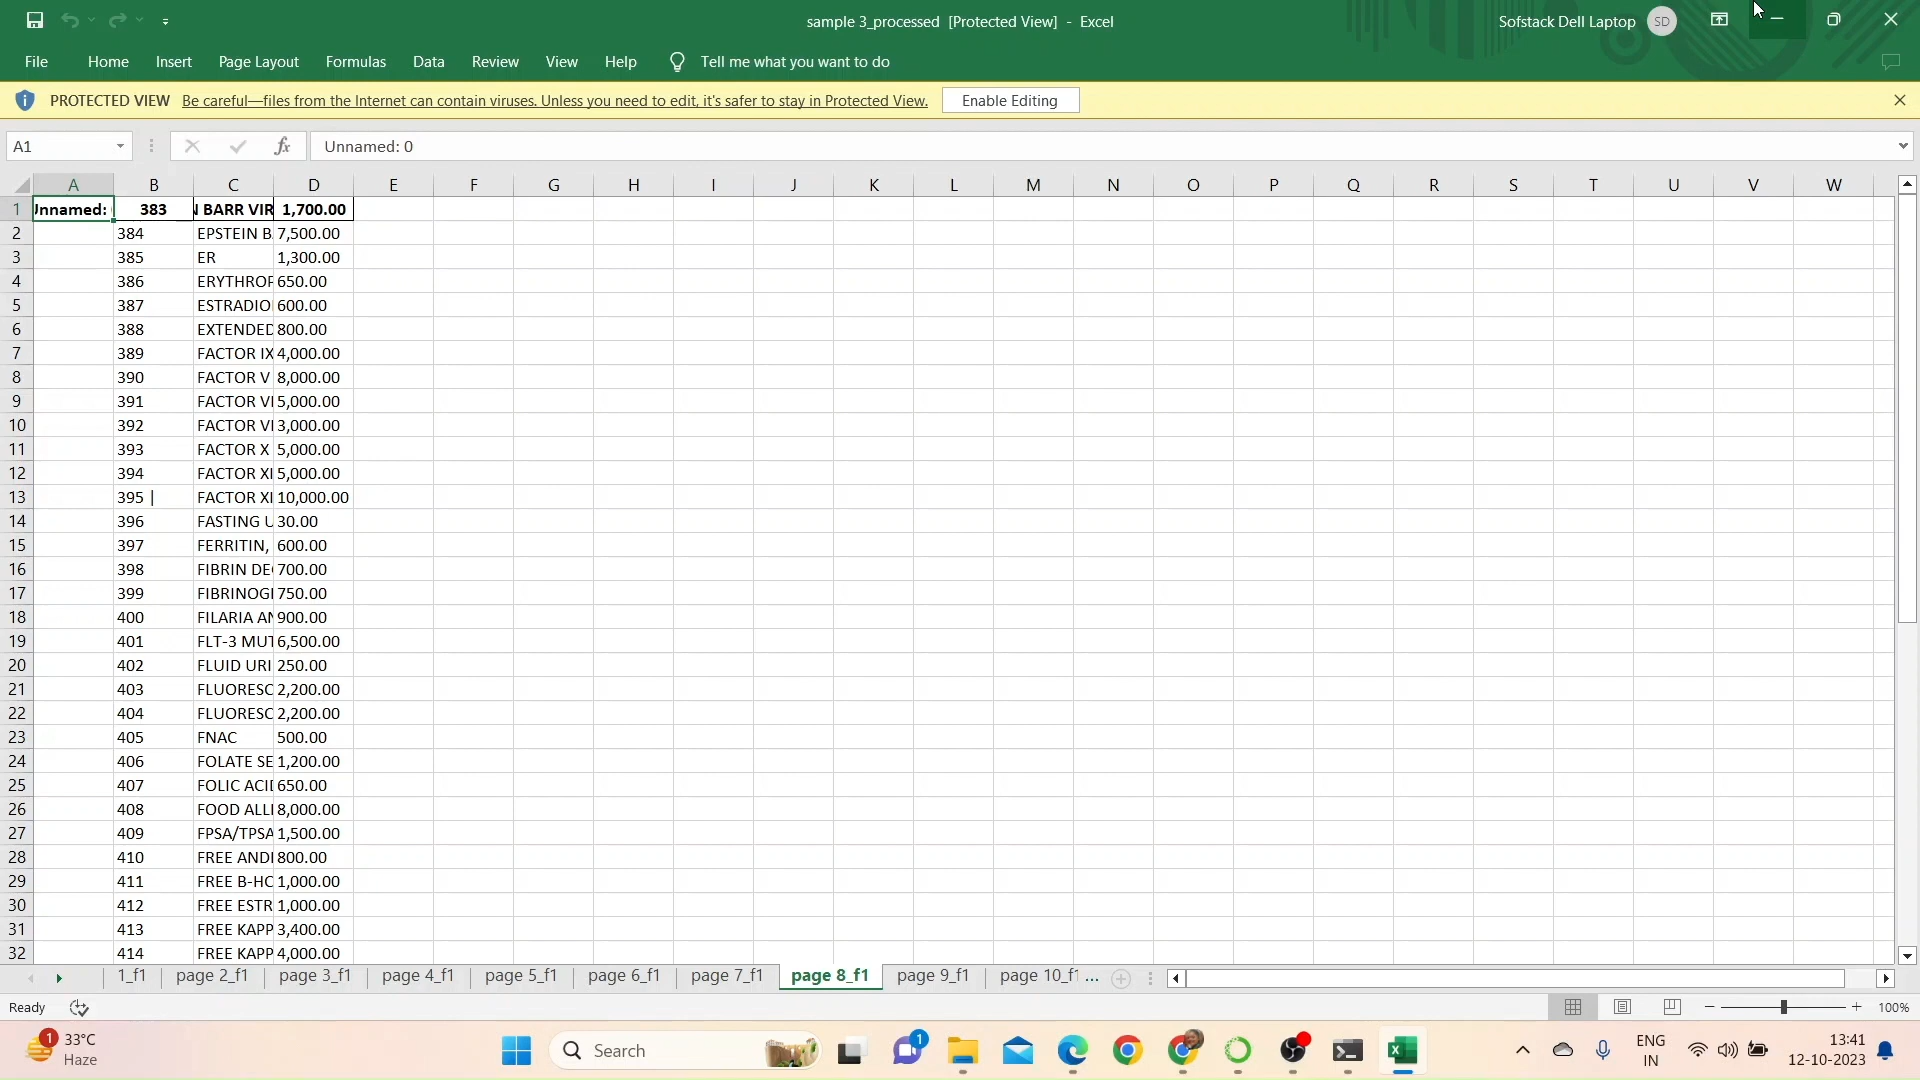 sample 3_processed [Protected View] - Excel
Sofstack Dell Laptop SD
File Home Insert Page Layout Formulas Data Review View Help Tell me what you want to do
PROTECTED VIEW Be careful—files from the Internet can contain viruses. Unless you need to edit, it's safer to stay in Protected View. Enable Editing
A1 fx Unnamed: 0
A B C D E F G H I J K L M N O P Q R S T U V W
1 Unnamed: 383 N BARR VIR 1,700.00
2 384 EPSTEIN B 7,500.00
3 385 ER 1,300.00
4 386 ERYTHROP 650.00
5 387 ESTRADIO 600.00
6 388 EXTENDED 800.00
7 389 FACTOR IX 4,000.00
8 390 FACTOR V 8,000.00
9 391 FACTOR VI 5,000.00
10 392 FACTOR VI 3,000.00
11 393 FACTOR X 5,000.00
12 394 FACTOR XI 5,000.00
13 395 | FACTOR XI 10,000.00
14 396 FASTING U 30.00
15 397 FERRITIN, 600.00
16 398 FIBRIN DE 700.00
17 399 FIBRINOG 750.00
18 400 FILARIA AN 900.00
19 401 FLT-3 MUT 6,500.00
20 402 FLUID URI 250.00
21 403 FLUORESC 2,200.00
22 404 FLUORESC 2,200.00
23 405 FNAC 500.00
24 406 FOLATE SE 1,200.00
25 407 FOLIC ACI 650.00
26 408 FOOD ALL 8,000.00
27 409 FPSA/TPSA 1,500.00
28 410 FREE AND 800.00
29 411 FREE B-HC 1,000.00
30 412 FREE ESTR 1,000.00
31 413 FREE KAPP 3,400.00
32 414 FREE KAPP 4,000.00
1_f1 page 2_f1 page 3_f1 page 4_f1 page 5_f1 page 6_f1 page 7_f1 page 8_f1 page 9_f1 page 10_f1 ...
Ready 100%
1 33°C
Haze
Search 1
ENG
IN
13:41
12-10-2023